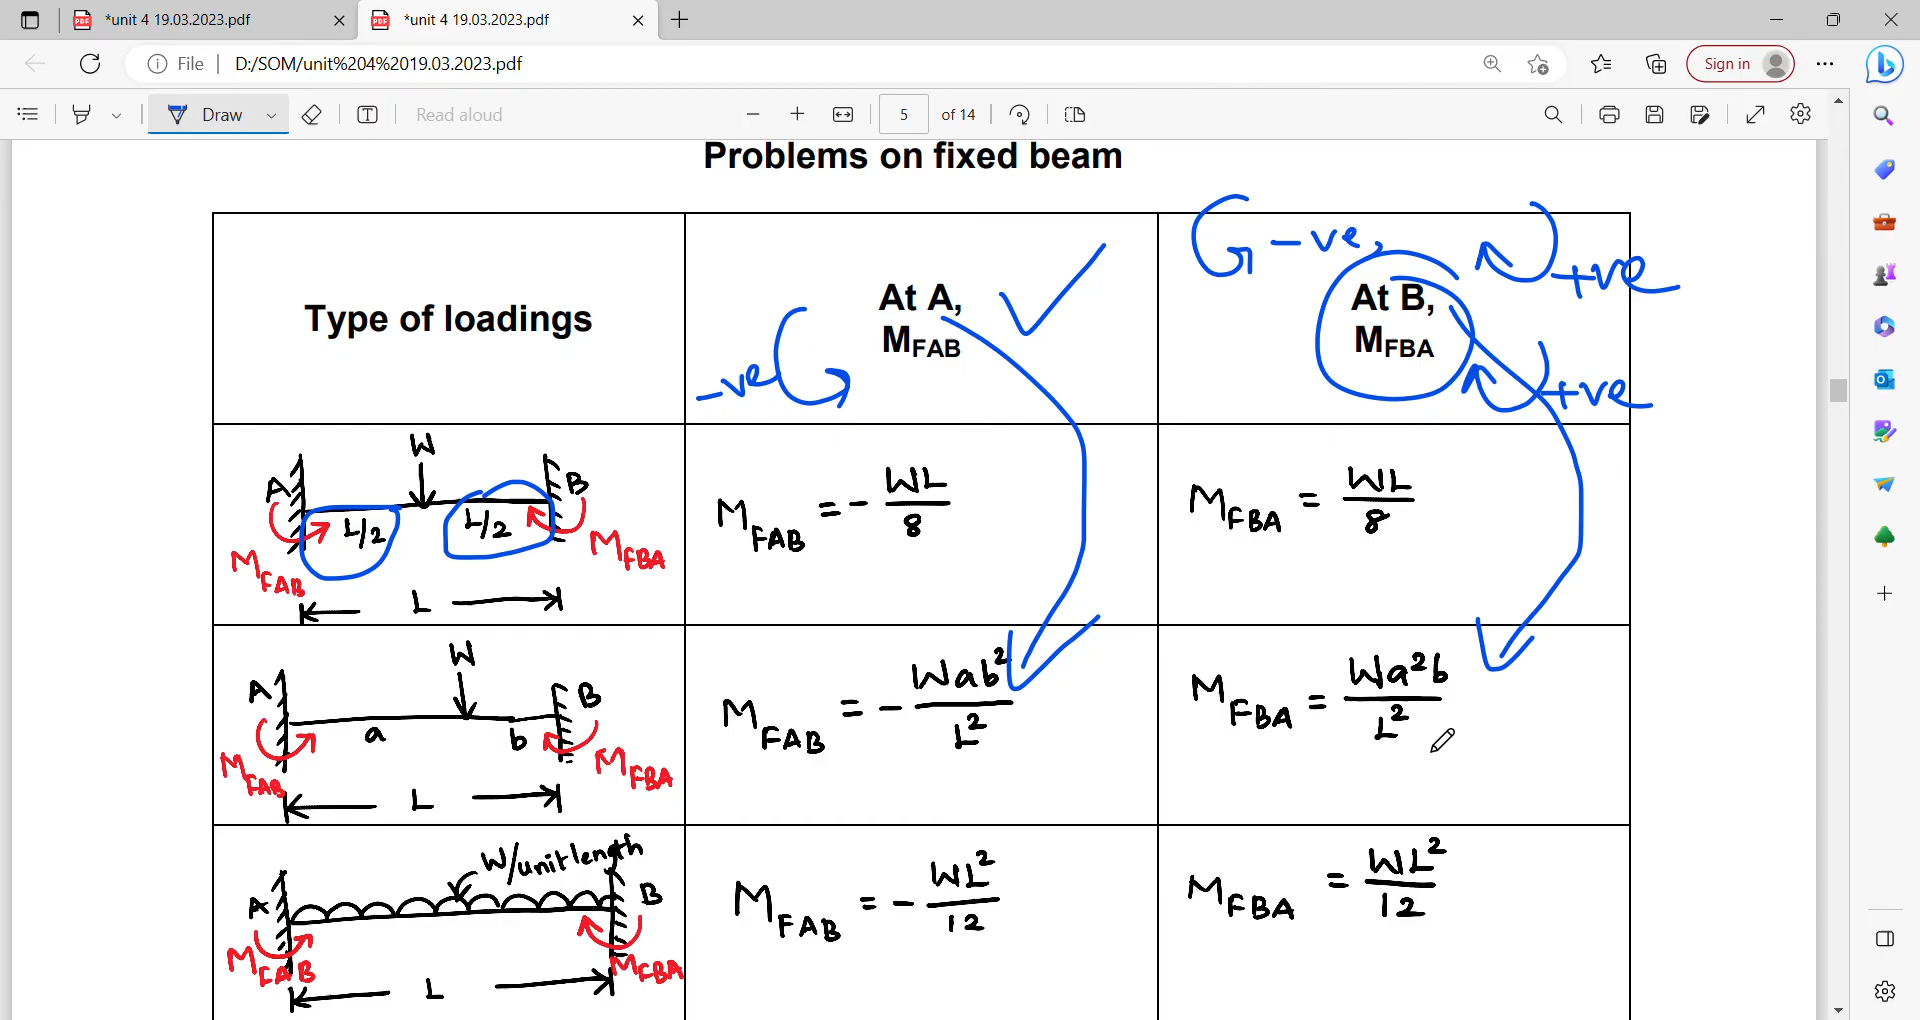 *unit 4 19.03.2023.pdf
*unit 4 19.03.2023.pdf
File
D:/SOM/unit%204%2019.03.2023.pdf
Sign in
Draw
Read aloud
5 of 14
Problems on fixed beam
Type of loadings
At A,
MFAB
-ve
At B,
MFBA
-ve
+ve
+ve
W
A
B
L/2
L/2
MFAB
MFBA
L
MFAB = - WL/8
MFBA = WL/8
W
A
B
a
b
MFAB
MFBA
L
MFAB = - Wab²/L²
MFBA = Wa²b/L²
W/unit length
A
B
MFAB
MFBA
L
MFAB = - WL²/12
MFBA = WL²/12